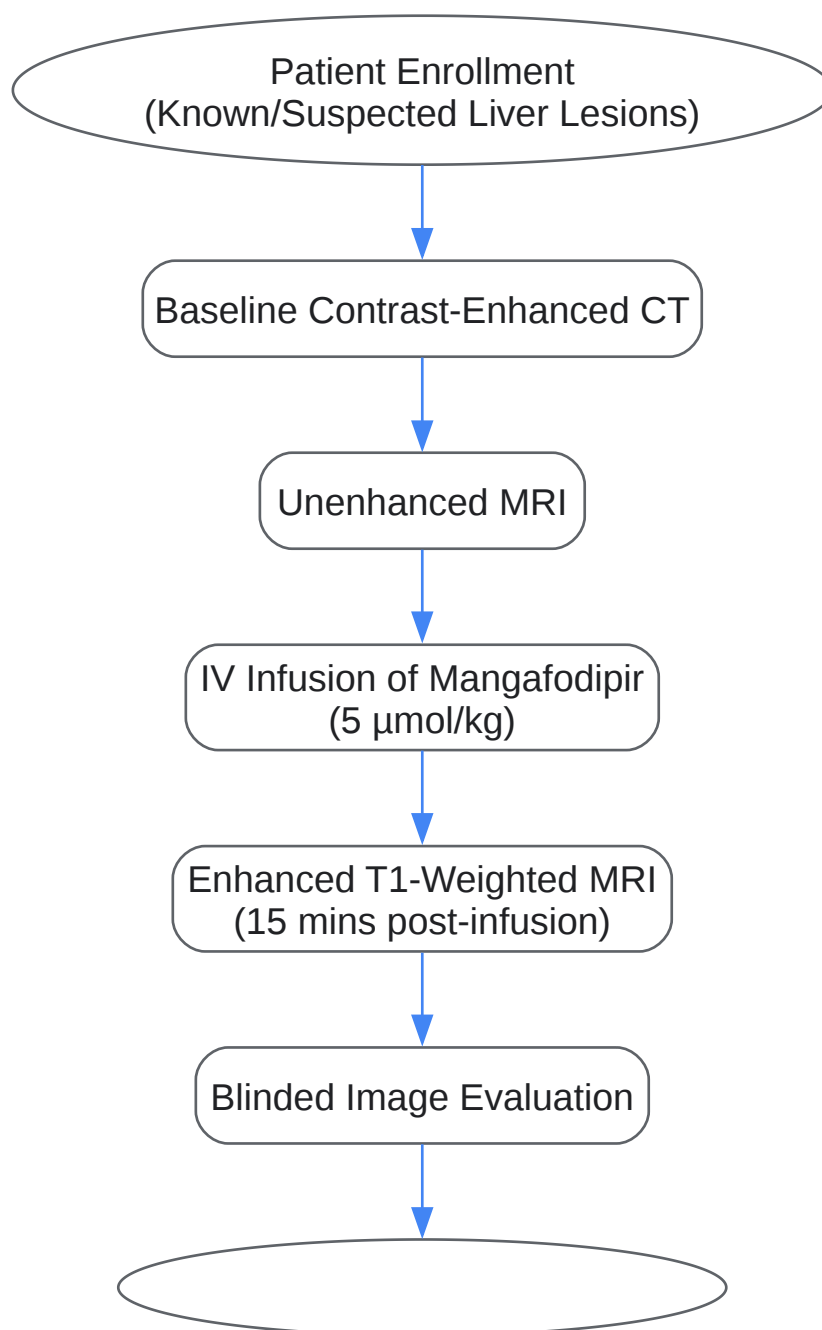 Patient Enrollment
(Known/Suspected Liver Lesions)
Baseline Contrast-Enhanced CT
Unenhanced MRI
IV Infusion of Mangafodipir
(5 µmol/kg)
Enhanced T1-Weighted MRI
(15 mins post-infusion)
Blinded Image Evaluation